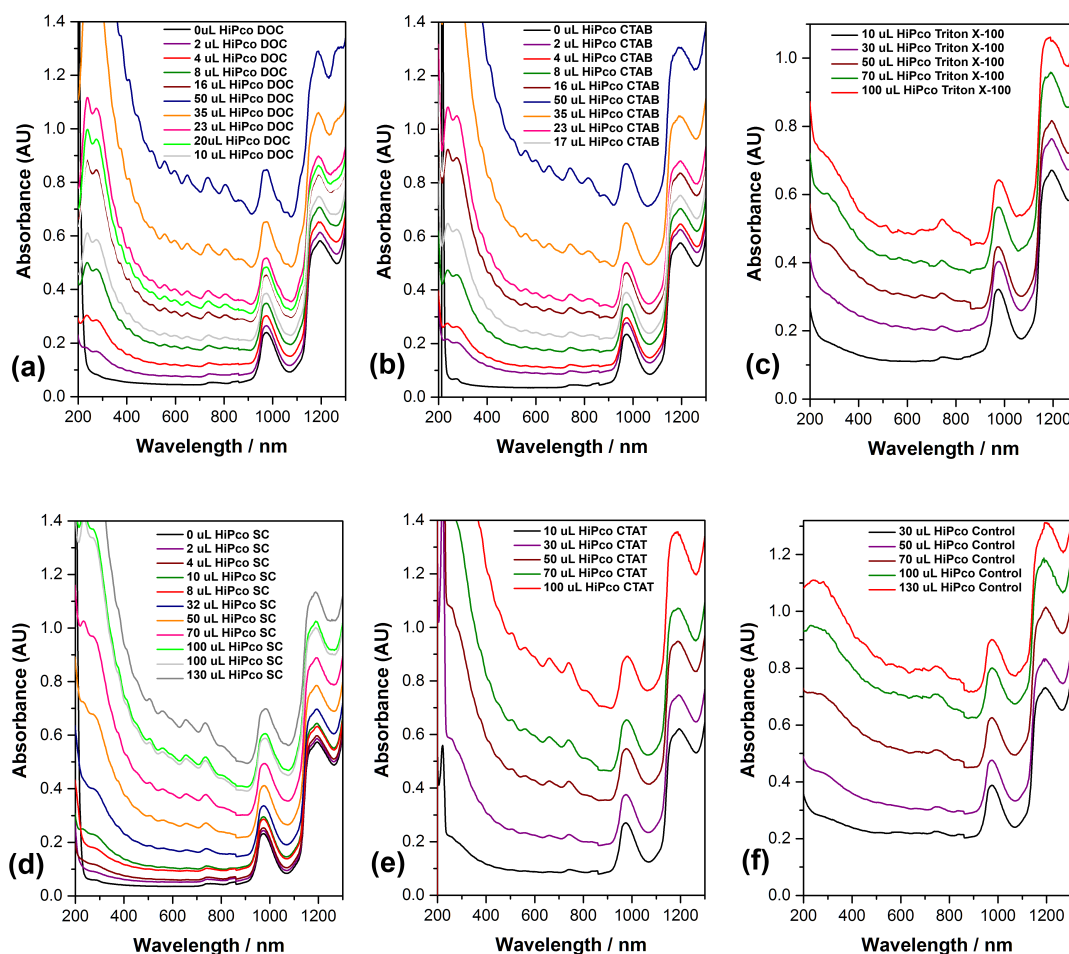 1.4
1.2
1.0
0.8
0.6
0.4
0.2
0.0
200 400 600 800 1000 1200
Absorbance (AU)
Wavelength / nm
(a)
0uL HiPco DOC
2 uL HiPco DOC
4 uL HiPco DOC
8 uL HiPco DOC
16 uL HiPco DOC
50 uL HiPco DOC
35 uL HiPco DOC
23 uL HiPco DOC
20uL HiPco DOC
10 uL HiPco DOC
1.4
1.2
1.0
0.8
0.6
0.4
0.2
0.0
200 400 600 800 1000 1200
Absorbance (AU)
Wavelength / nm
(b)
0 uL HiPco CTAB
2 uL HiPco CTAB
4 uL HiPco CTAB
8 uL HiPco CTAB
16 uL HiPco CTAB
50 uL HiPco CTAB
35 uL HiPco CTAB
23 uL HiPco CTAB
17 uL HiPco CTAB
1.0
0.8
0.6
0.4
0.2
0.0
200 400 600 800 1000 1200
Absorbance (AU)
Wavelength / nm
(c)
10 uL HiPco Triton X-100
30 uL HiPco Triton X-100
50 uL HiPco Triton X-100
70 uL HiPco Triton X-100
100 uL HiPco Triton X-100
1.4
1.2
1.0
0.8
0.6
0.4
0.2
0.0
200 400 600 800 1000 1200
Absorbance (AU)
Wavelength / nm
(d)
0 uL HiPco SC
2 uL HiPco SC
4 uL HiPco SC
10 uL HiPco SC
8 uL HiPco SC
32 uL HiPco SC
50 uL HiPco SC
70 uL HiPco SC
100 uL HiPco SC
100 uL HiPco SC
130 uL HiPco SC
1.4
1.2
1.0
0.8
0.6
0.4
0.2
0.0
200 400 600 800 1000 1200
Absorbance (AU)
Wavelength / nm
(e)
10 uL HiPco CTAT
30 uL HiPco CTAT
50 uL HiPco CTAT
70 uL HiPco CTAT
100 uL HiPco CTAT
1.2
1.0
0.8
0.6
0.4
0.2
0.0
200 400 600 800 1000 1200
Absorbance (AU)
Wavelength / nm
(f)
30 uL HiPco Control
50 uL HiPco Control
70 uL HiPco Control
100 uL HiPco Control
130 uL HiPco Control